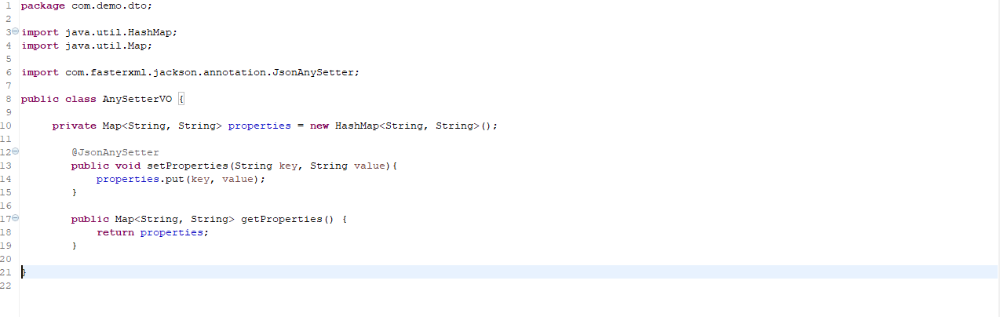 1 package com.demo.dto;
2
3 import java.util.HashMap;
4 import java.util.Map;
5
6 import com.fasterxml.jackson.annotation.JsonAnySetter;
7
8 public class AnySetterVO {
9
10 private Map<String, String> properties = new HashMap<String, String>();
11
12 @JsonAnySetter
13 public void setProperties(String key, String value){
14 properties.put(key, value);
15 }
16
17 public Map<String, String> getProperties() {
18 return properties;
19 }
20
21 }
22